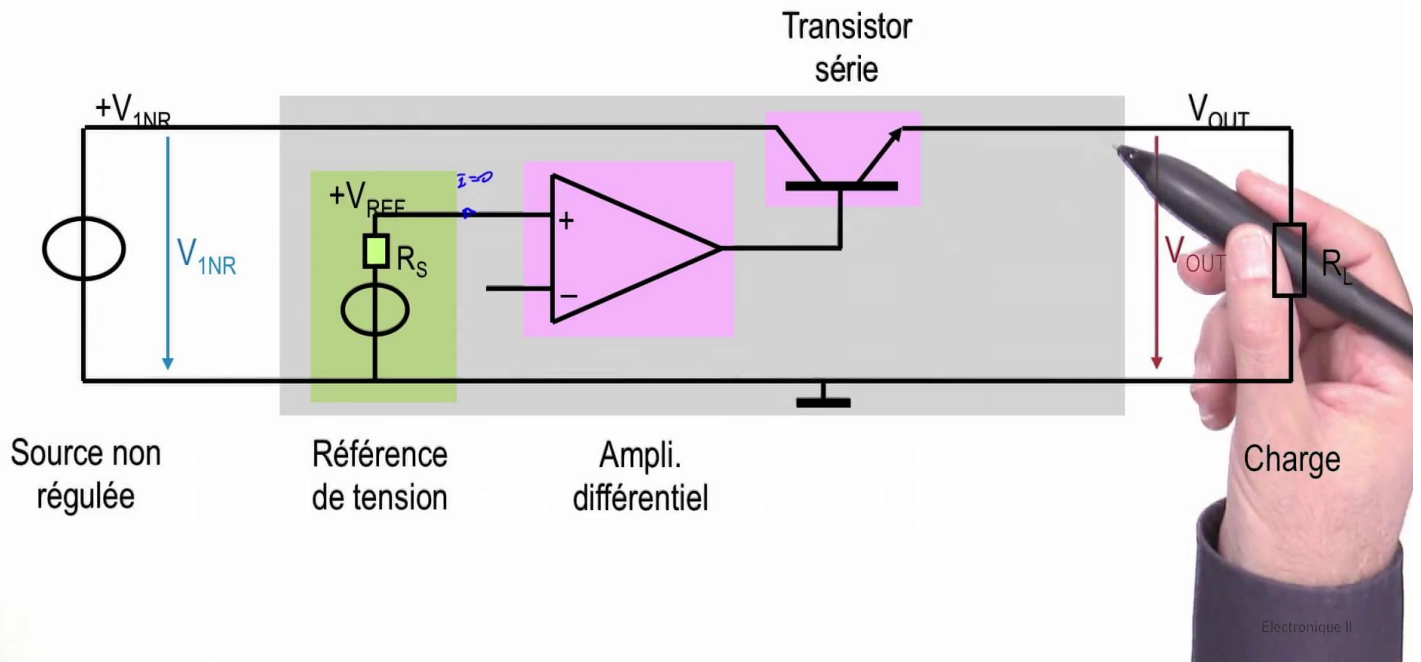 Transistor
série
+V1NR
VOUT
I=0
+VREF
+
V1NR
RS
VOUT
RL
–
Source non
régulée
Référence
de tension
Ampli.
différentiel
Charge
Electronique II